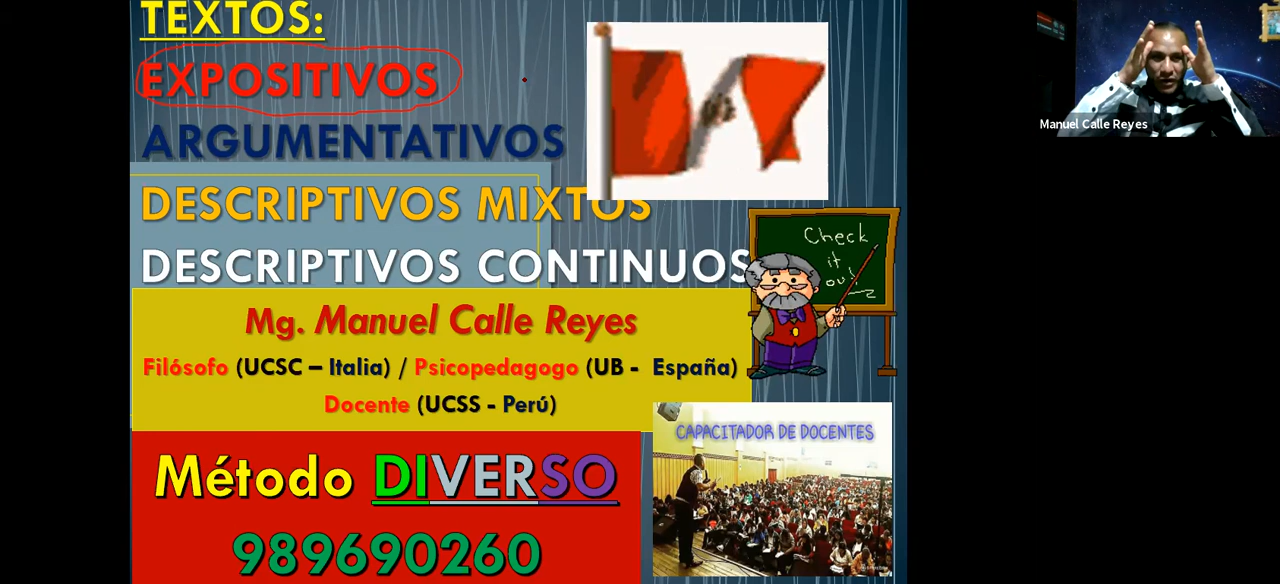 TEXTOS:
EXPOSITIVOS
ARGUMENTATIVOS
DESCRIPTIVOS MIXTOS
DESCRIPTIVOS CONTINUOS
Check
it
out!
Mg. Manuel Calle Reyes
Filósofo (UCSC – Italia) / Psicopedagogo (UB - España)
Docente (UCSS - Perú)
CAPACITADOR DE DOCENTES
Método DIVERSO
989690260
Manuel Calle Reyes